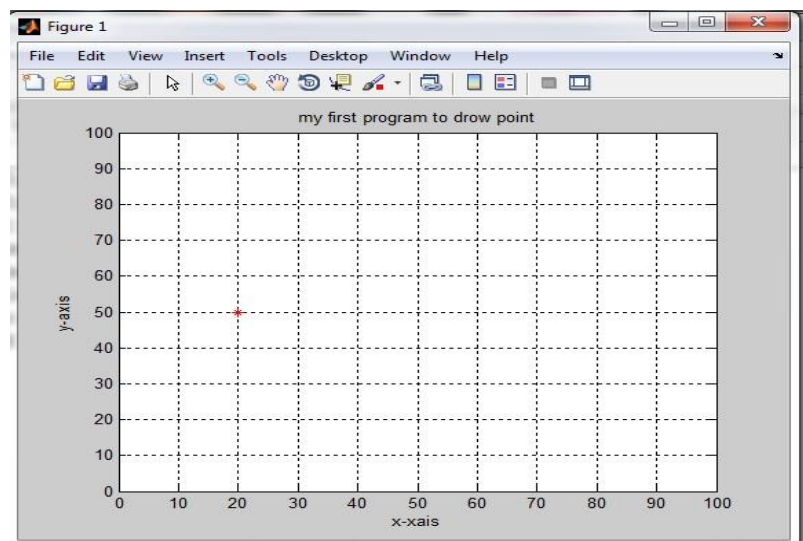 Figure 1
File Edit View Insert Tools Desktop Window Help
my first program to drow point
100
90
80
70
60
50
40
30
20
10
0
y-axis
0 10 20 30 40 50 60 70 80 90 100
x-xais